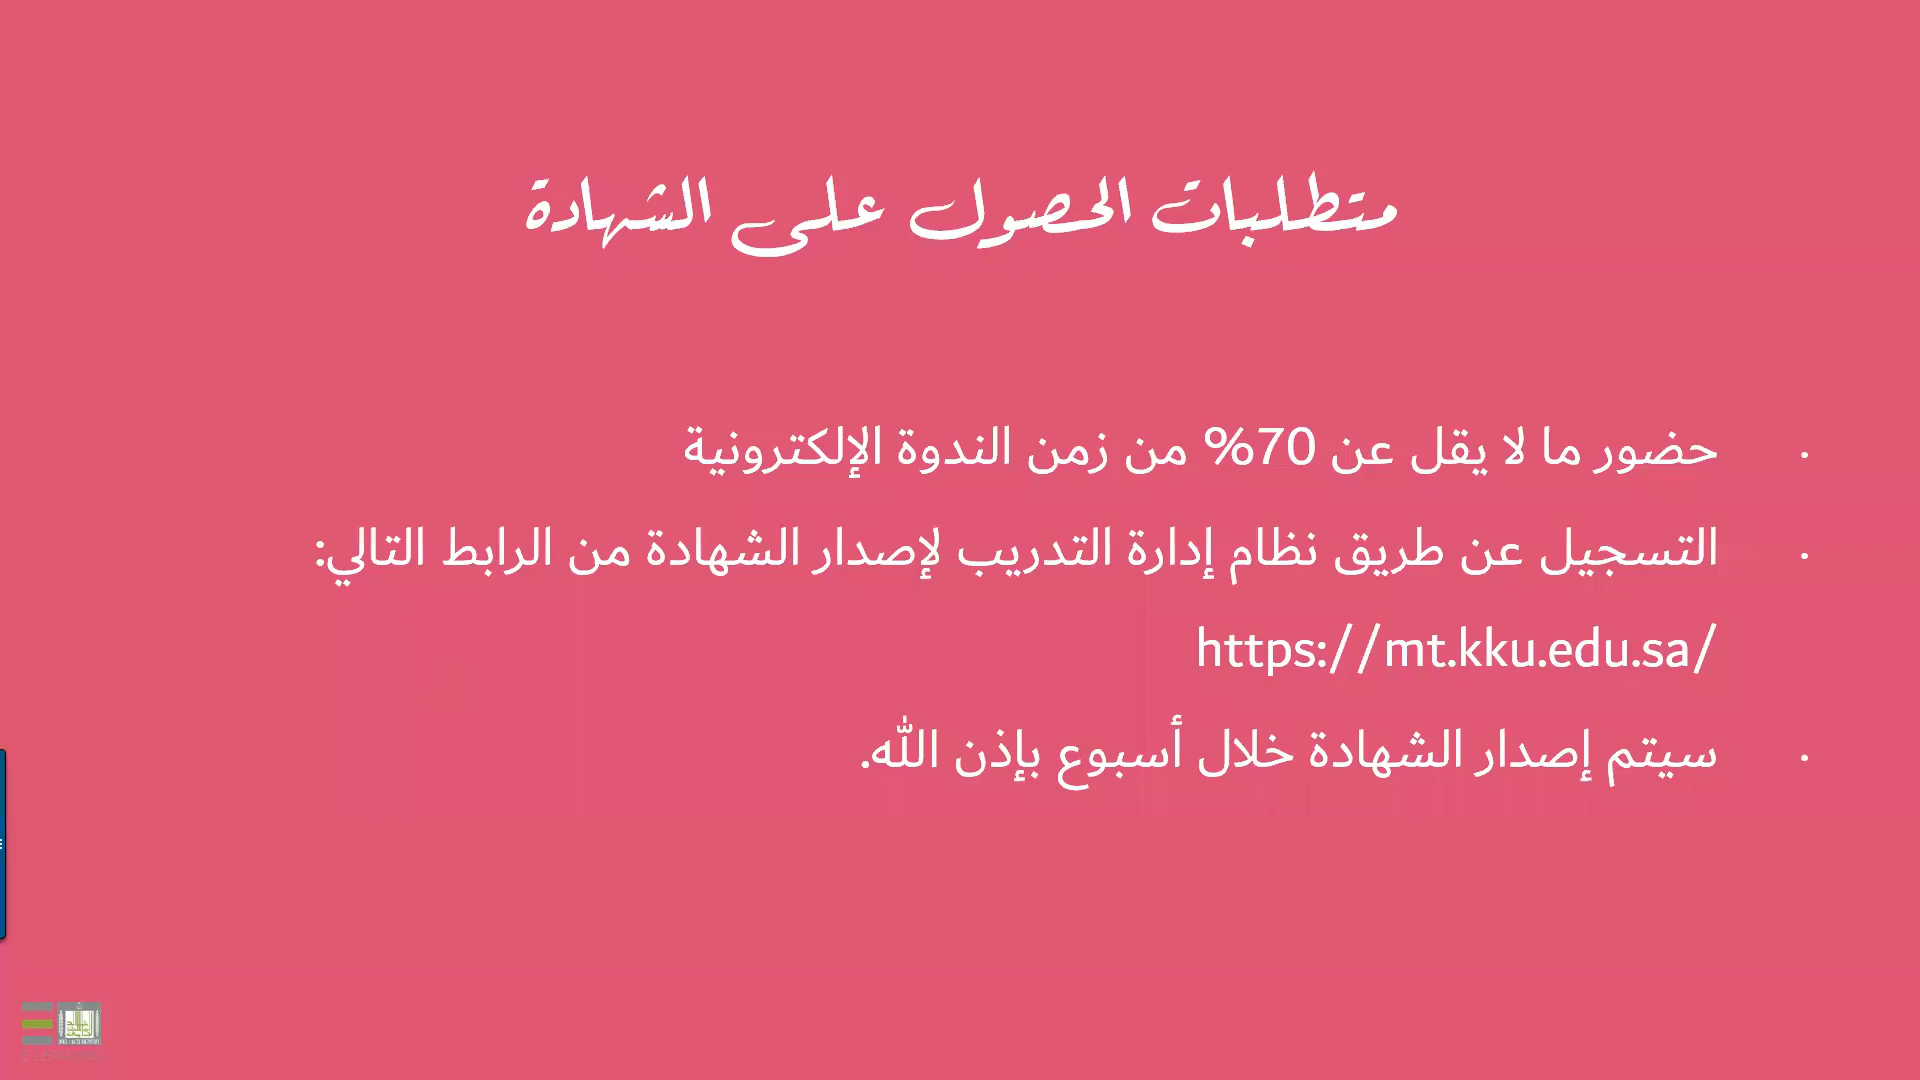 متطلبات الحصول على الشهادة
· حضور ما لا يقل عن 70% من زمن الندوة الإلكترونية
· التسجيل عن طريق نظام إدارة التدريب لإصدار الشهادة من الرابط التالي:
https://mt.kku.edu.sa/
· سيتم إصدار الشهادة خلال أسبوع بإذن الله.